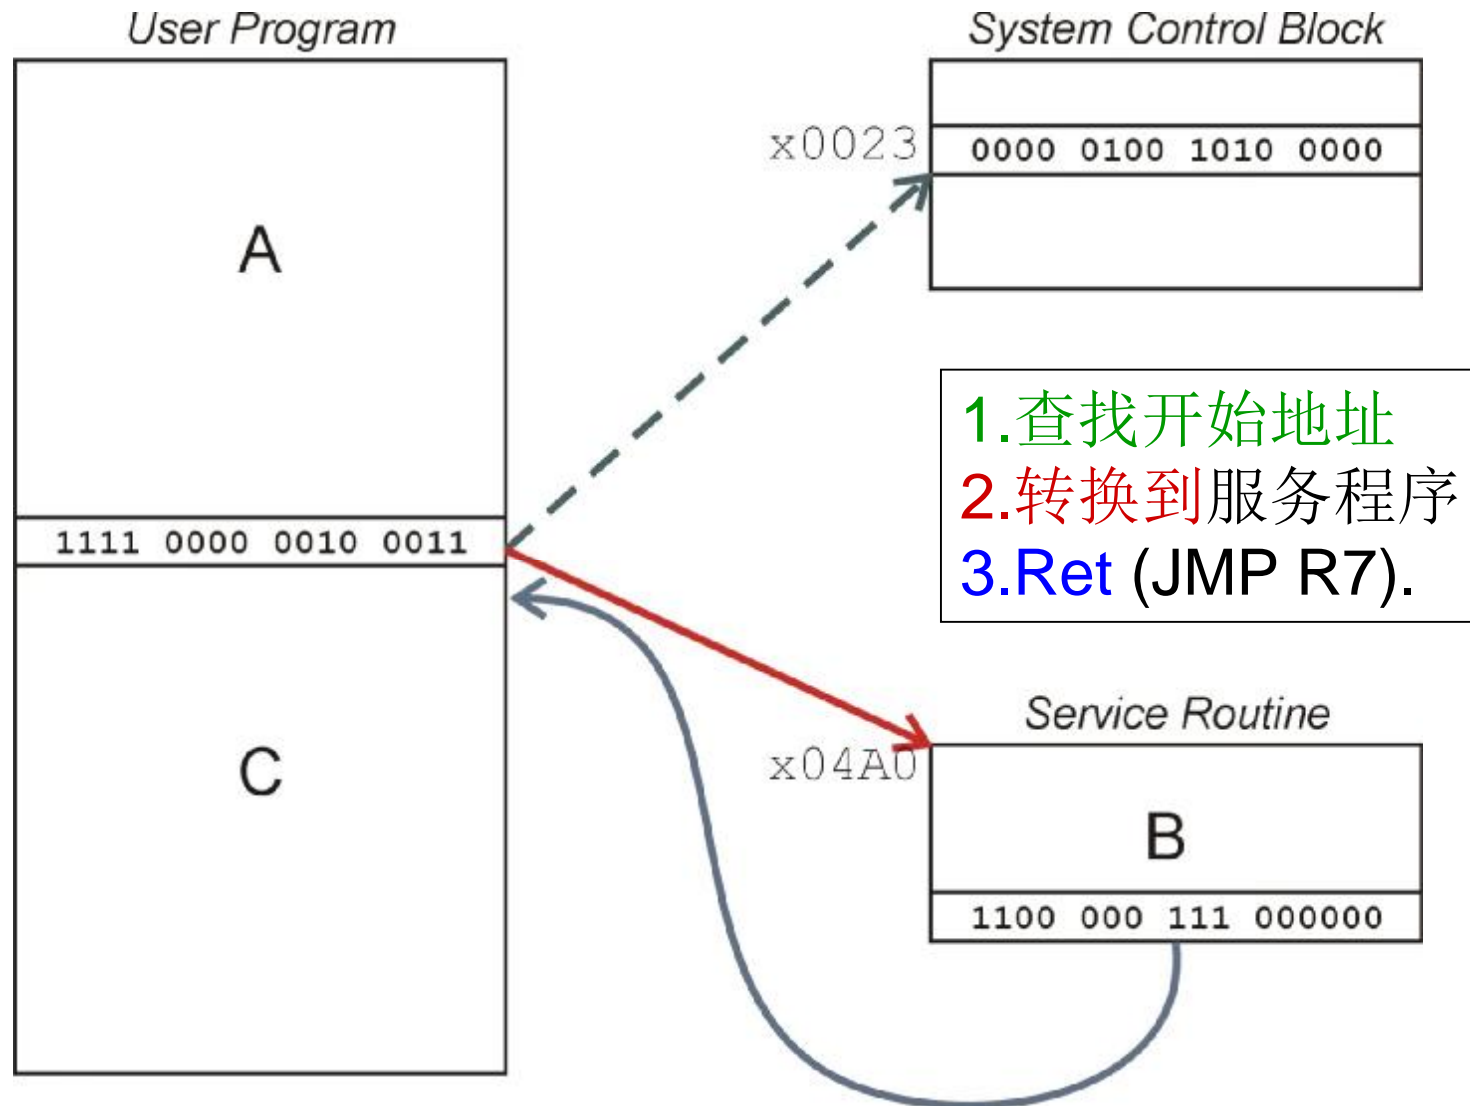 User Program
System Control Block
x0023
0000 0100 1010 0000
A
1.查找开始地址
2.转换到服务程序
3.Ret (JMP R7).
1111 0000 0010 0011
C
Service Routine
x04A0
B
1100 000 111 000000